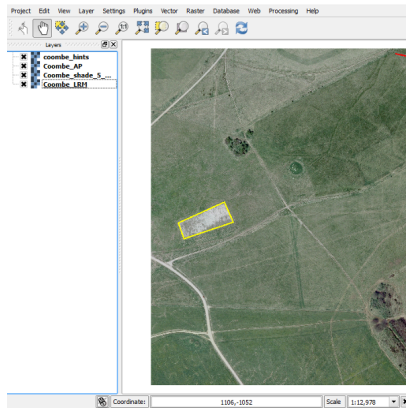 Project Edit View Layer Settings Plugins Vector Raster Database Web Processing Help
Layers
coombe_hints
Coombe_AP
Coombe_shade_5_...
Coombe_LRM
Coordinate: 1106,-1052 Scale 1:12,978